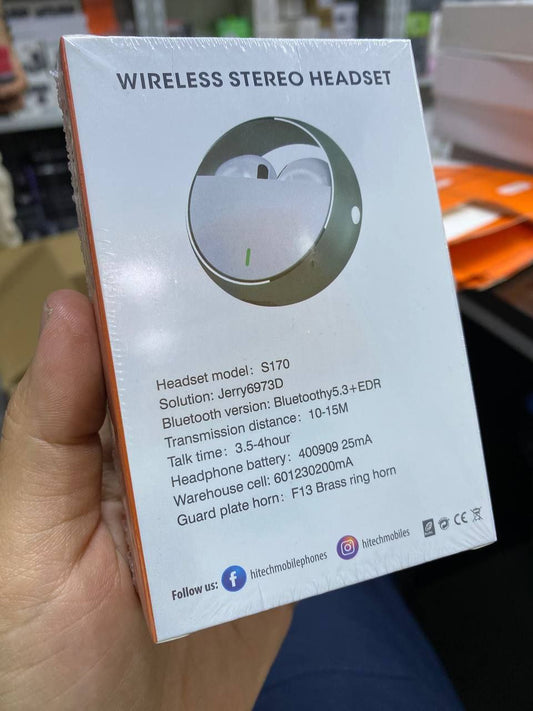 WIRELESS STEREO HEADSET
Headset model: S170
Solution: Jerry6973D
Bluetooth version: Bluetoothy5.3+EDR
Transmission distance: 10-15M
Talk time: 3.5-4hour
Headphone battery: 400909 25mA
Warehouse cell: 601230200mA
Guard plate horn: F13 Brass ring horn
Follow us: f hitechmobilephones hitechmobiles CE